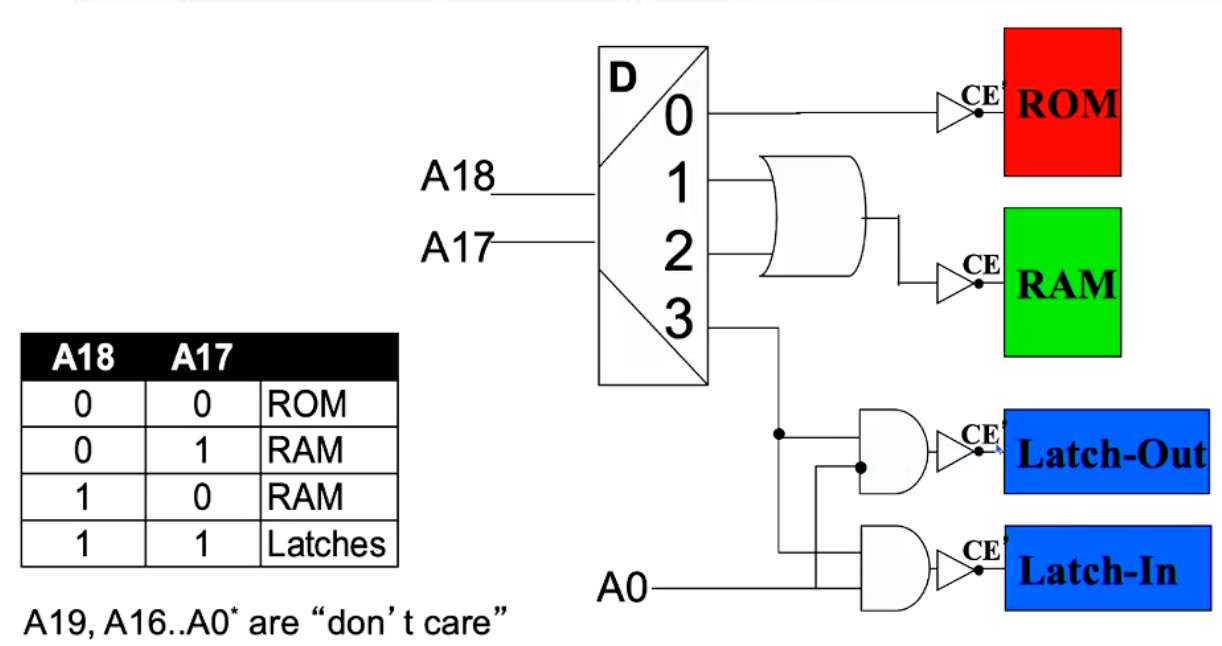 D
0
CE' ROM
A18
1
A17
2
CE RAM
3
A18 A17
0 0 ROM
0 1 RAM
1 0 RAM
1 1 Latches
CE' Latch-Out
CE' Latch-In
A0
A19, A16..A0* are “don’t care”